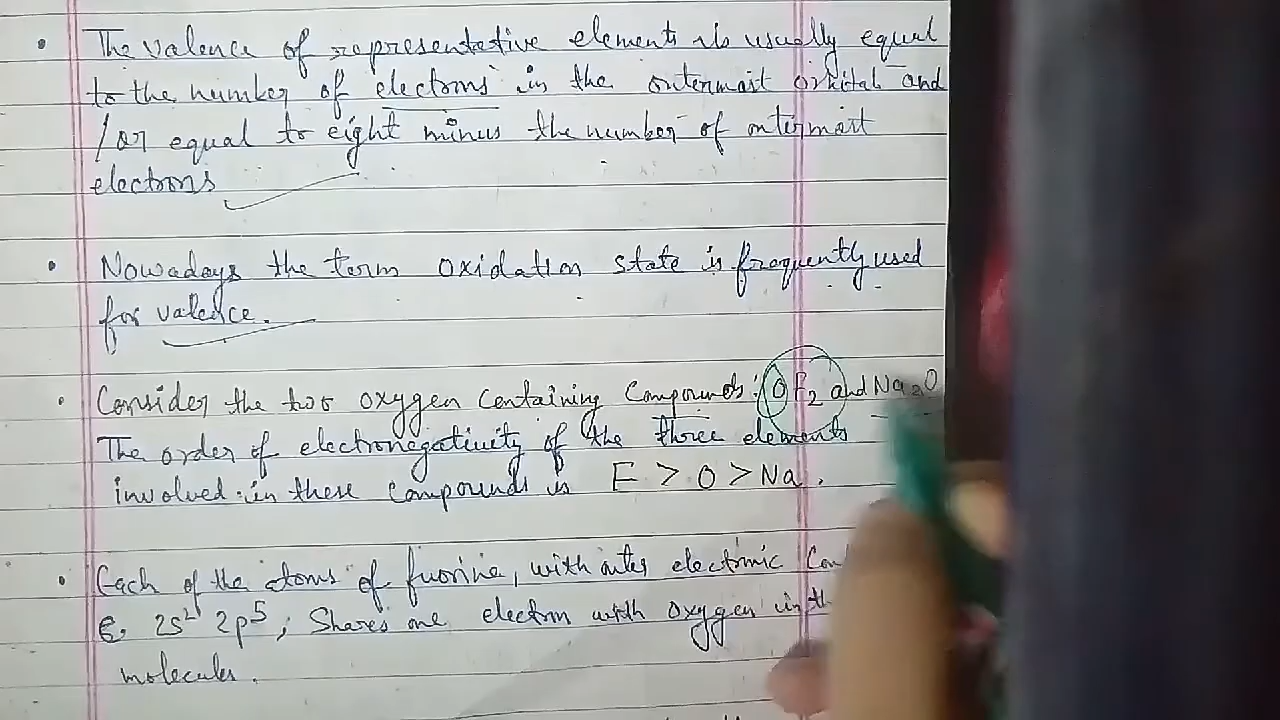 The valence of representative elements is usually equal
to the number of electrons in the outermost orbital and
/or equal to eight minus the number of outermost
electrons
Nowadays the term oxidation state is frequently used
for valence.
Consider the two oxygen containing compounds: OF₂ and Na₂O
The order of electronegativity of the three elements
involved in these compounds is F > O > Na.
Each of the atoms of fuorine, with outer electronic Con
2s² 2p⁵; Shares one electron with oxygen in th
molecules.